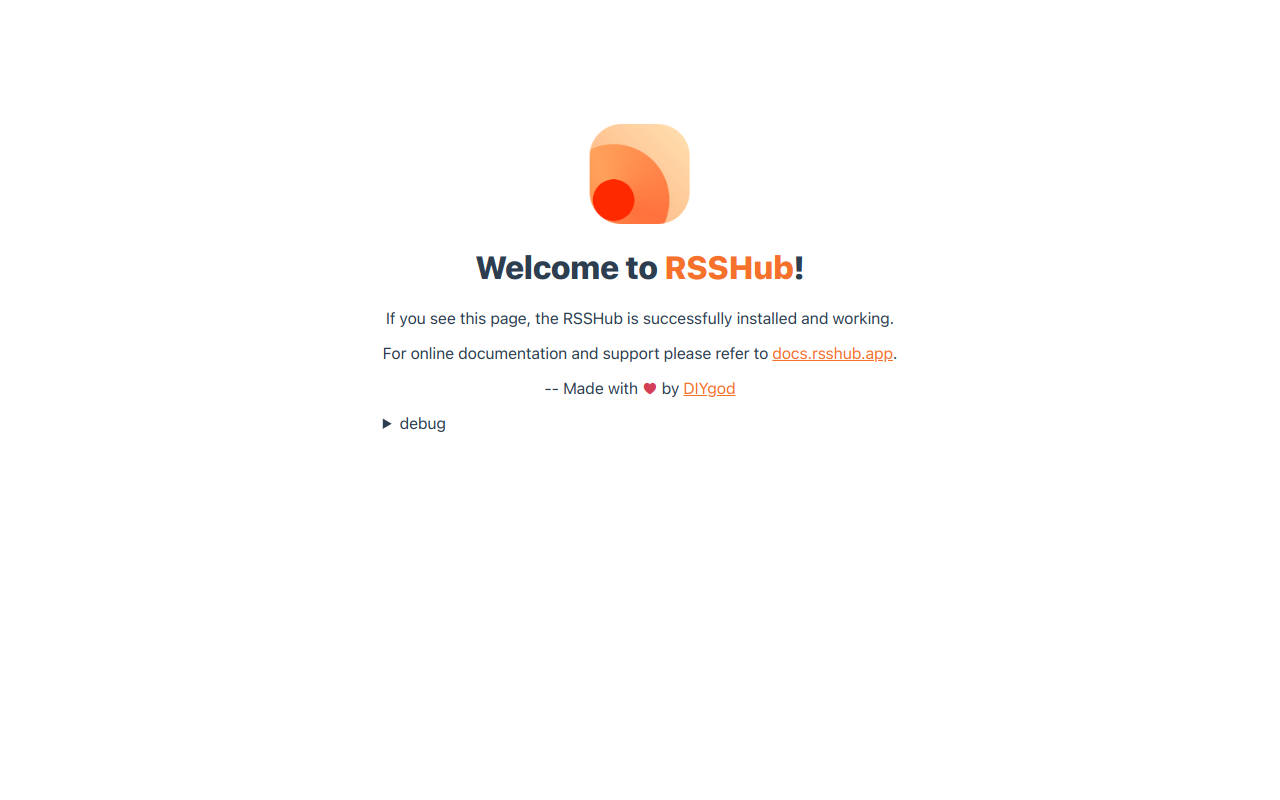 Welcome to RSSHub!
If you see this page, the RSSHub is successfully installed and working.
For online documentation and support please refer to docs.rsshub.app.
-- Made with ❤️ by DIYgod
▶ debug